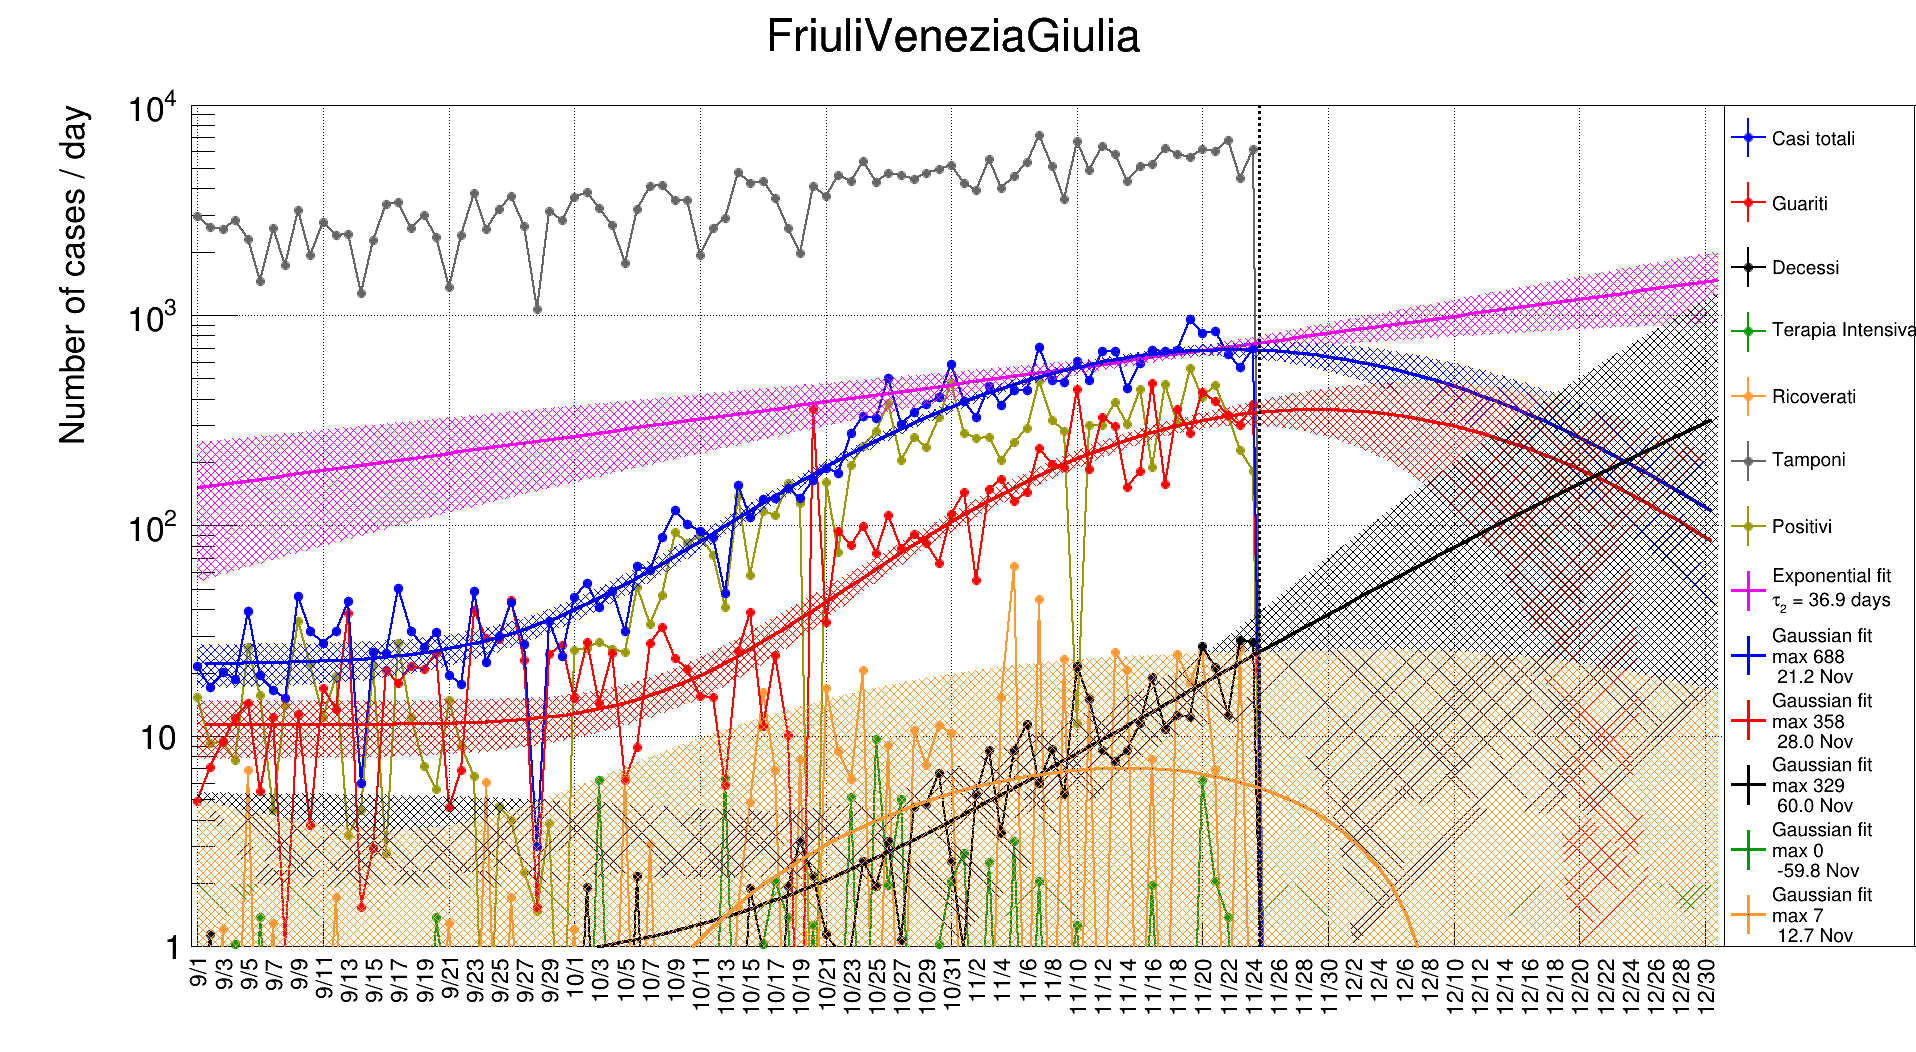 FriuliVeneziaGiulia
Number of cases / day
10^4
10^3
10^2
10
1
9/1
9/3
9/5
9/7
9/9
9/11
9/13
9/15
9/17
9/19
9/21
9/23
9/25
9/27
9/29
10/1
10/3
10/5
10/7
10/9
10/11
10/13
10/15
10/17
10/19
10/21
10/23
10/25
10/27
10/29
10/31
11/2
11/4
11/6
11/8
11/10
11/12
11/14
11/16
11/18
11/20
11/22
11/24
11/26
11/28
11/30
12/2
12/4
12/6
12/8
12/10
12/12
12/14
12/16
12/18
12/20
12/22
12/24
12/26
12/28
12/30
Casi totali
Guariti
Decessi
Terapia Intensiva
Ricoverati
Tamponi
Positivi
Exponential fit
τ₂ = 36.9 days
Gaussian fit
max 688
21.2 Nov
Gaussian fit
max 358
28.0 Nov
Gaussian fit
max 329
60.0 Nov
Gaussian fit
max 0
-59.8 Nov
Gaussian fit
max 7
12.7 Nov